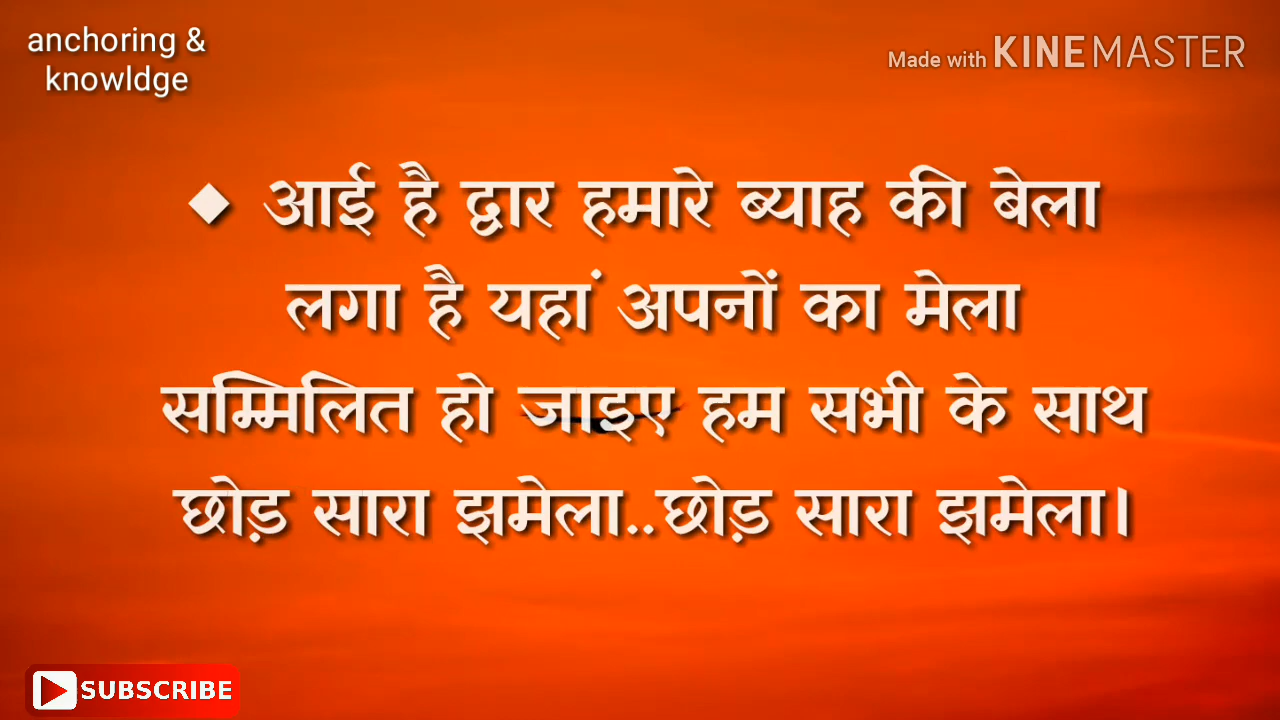 anchoring &
knowldge
Made with KINEMASTER
◆ आई है द्वार हमारे ब्याह की बेला
लगा है यहां अपनों का मेला
सम्मिलित हो जाइए हम सभी के साथ
छोड़ सारा झमेला..छोड़ सारा झमेला।
SUBSCRIBE